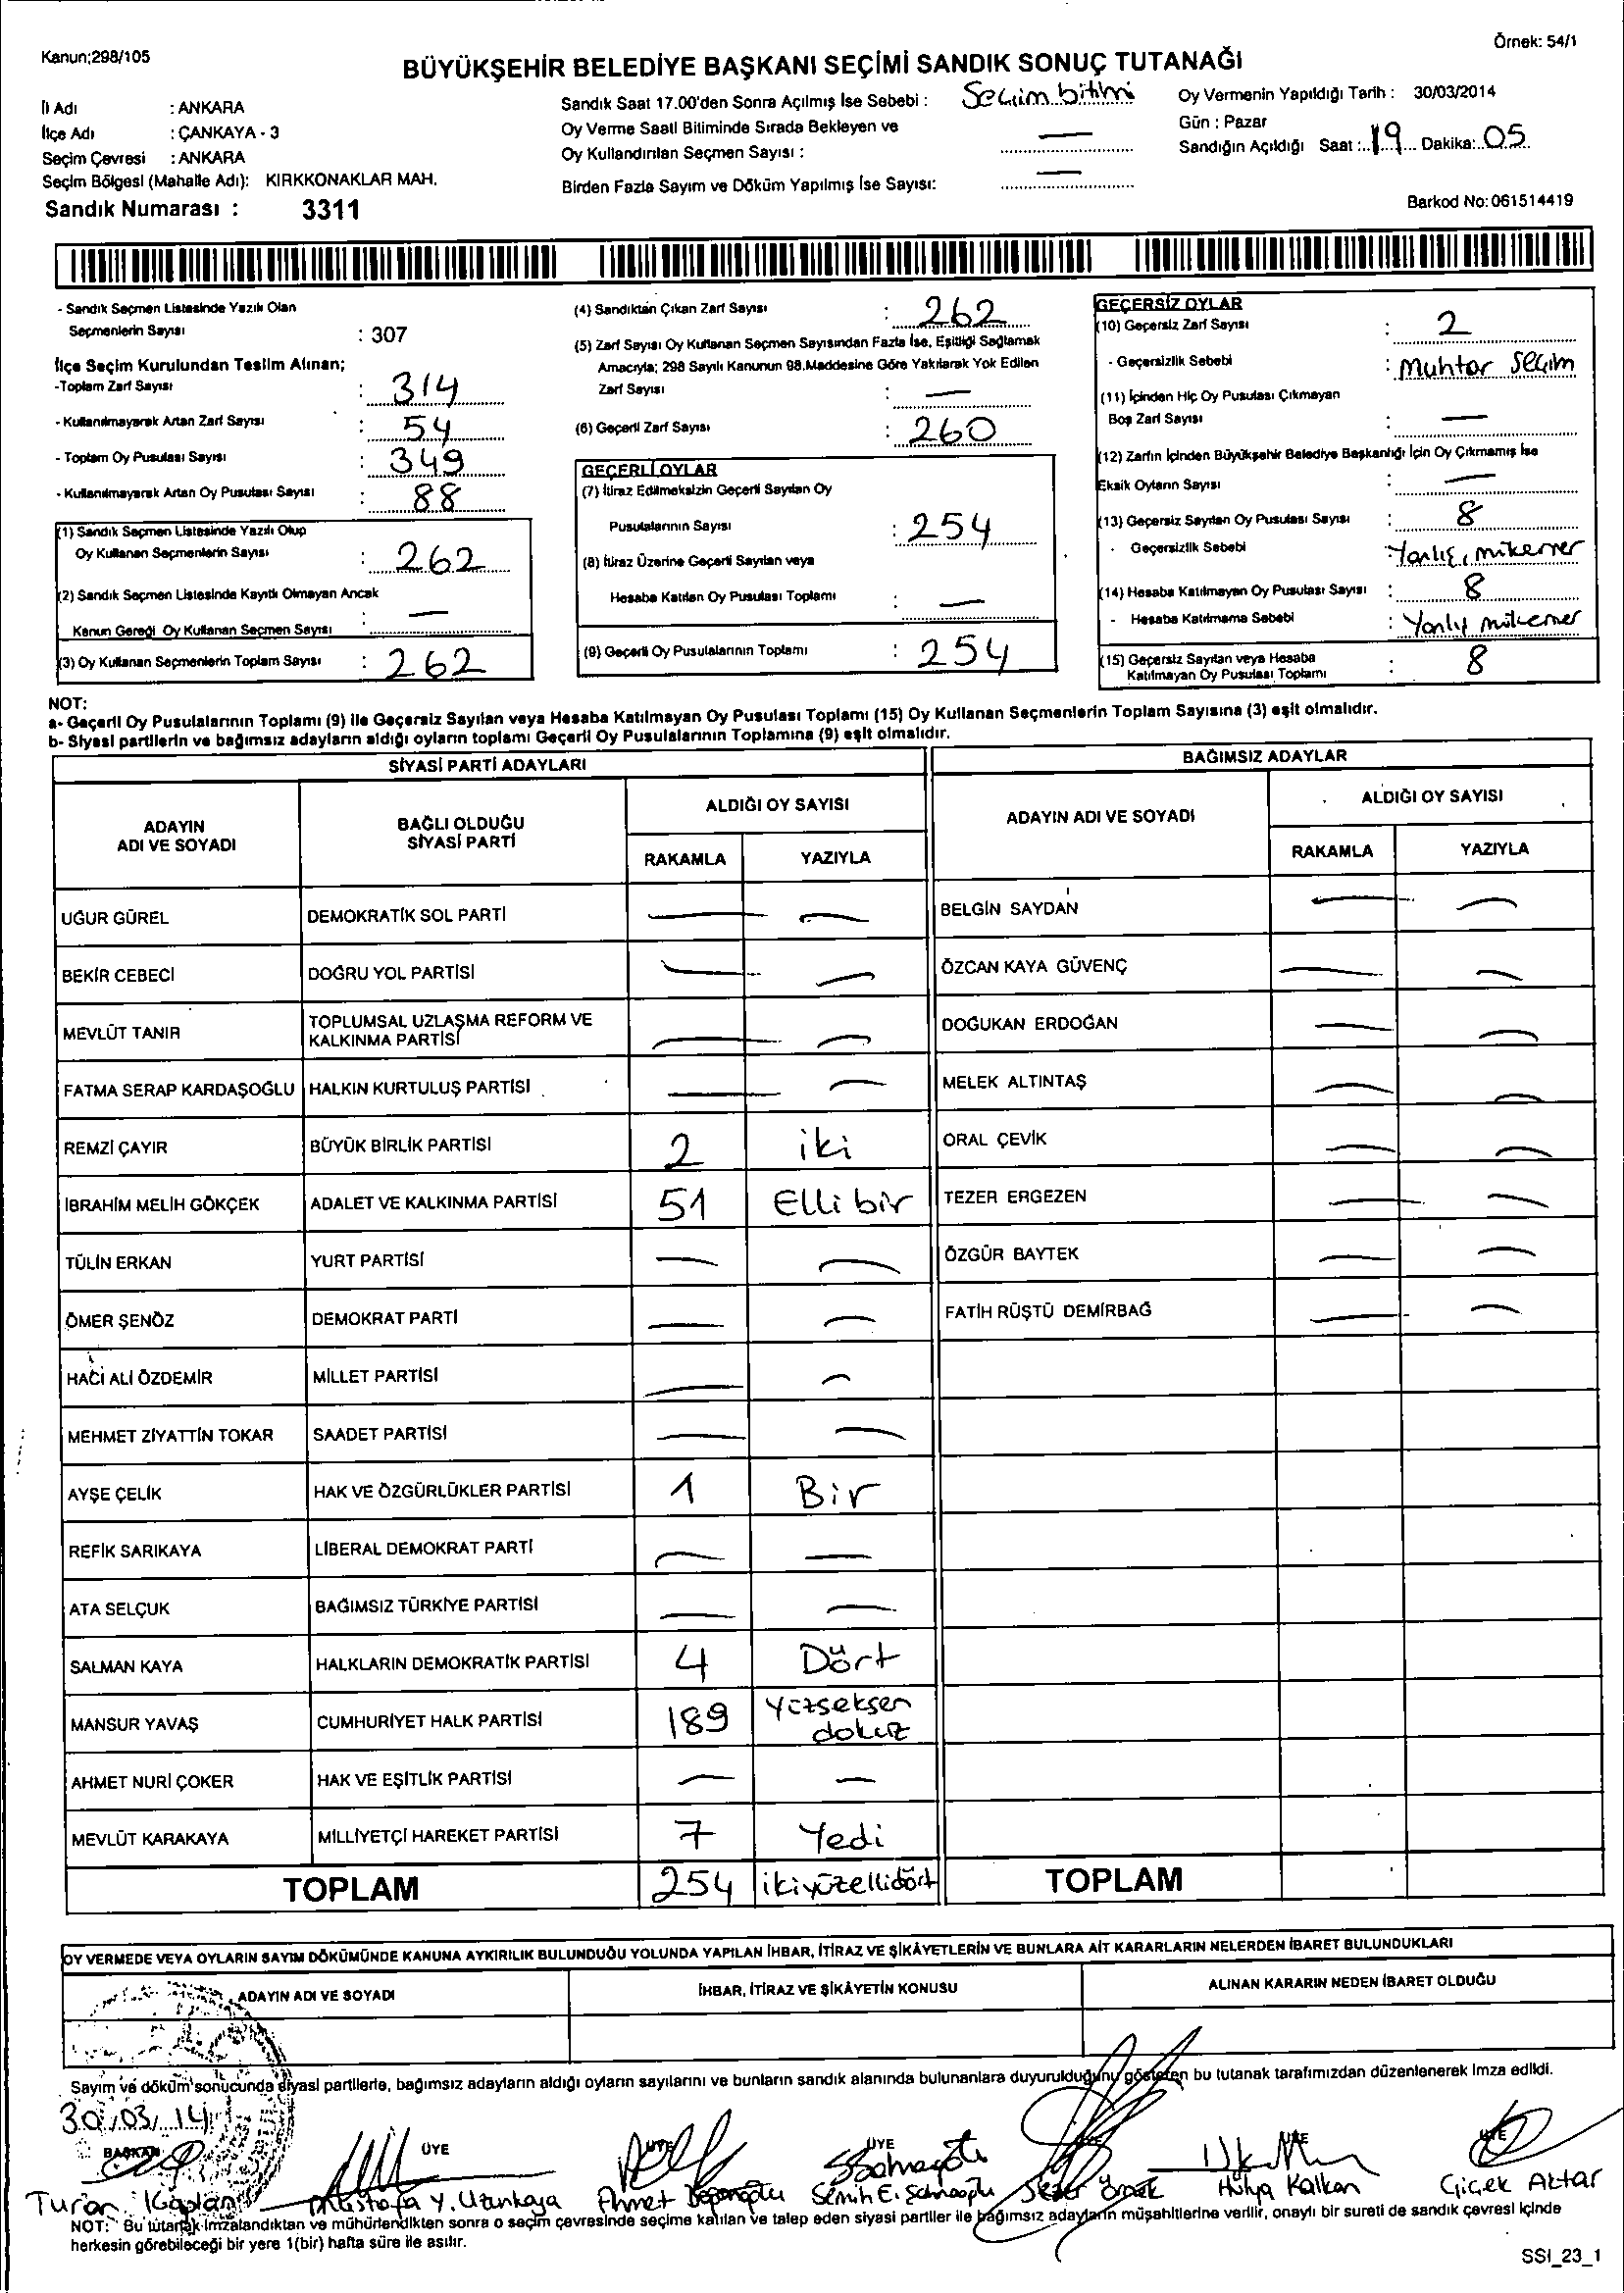 Kanun;298/105
Örnek: 54/1
BÜYÜKŞEHİR BELEDİYE BAŞKANI SEÇİMİ SANDIK SONUÇ TUTANAĞI
İl Adı : ANKARA
İlçe Adı : ÇANKAYA - 3
Seçim Çevresi : ANKARA
Seçim Bölgesi (Mahalle Adı): KIRKKONAKLAR MAH.
Sandık Numarası : 3311
Sandık Saat 17.00'den Sonra Açılmış İse Sebebi : Seçim bitimi
Oy Verme Saati Bitiminde Sırada Bekleyen ve
Oy Kullandırılan Seçmen Sayısı : —
Birden Fazla Sayım ve Döküm Yapılmış İse Sayısı: —
Oy Vermenin Yapıldığı Tarih : 30/03/2014
Gün : Pazar
Sandığın Açıldığı Saat : 19 Dakika: 05
Barkod No: 061514419
- Sandık Seçmen Listesinde Yazılı Olan
Seçmenlerin Sayısı : 307
İlçe Seçim Kurulundan Teslim Alınan;
-Toplam Zarf Sayısı : 314
- Kullanılmayarak Artan Zarf Sayısı : 54
- Toplam Oy Pusulası Sayısı : 349
- Kullanılmayarak Artan Oy Pusulası Sayısı : 88
(1) Sandık Seçmen Listesinde Yazılı Olup
Oy Kullanan Seçmenlerin Sayısı : 262
(2) Sandık Seçmen Listesinde Kayıtlı Olmayan Ancak
Kanun Gereği Oy Kullanan Seçmen Sayısı : —
(3) Oy Kullanan Seçmenlerin Toplam Sayısı : 262
(4) Sandıktan Çıkan Zarf Sayısı : 262
(5) Zarf Sayısı Oy Kullanan Seçmen Sayısından Fazla İse, Eşitliği Sağlamak
Amacıyla; 298 Sayılı Kanunun 98.Maddesine Göre Yakılarak Yok Edilen
Zarf Sayısı : —
(6) Geçerli Zarf Sayısı : 260
GEÇERLİ OYLAR
(7) İtiraz Edilmeksizin Geçerli Sayılan Oy
Pusulalarının Sayısı : 254
(8) İtiraz Üzerine Geçerli Sayılan veya
Hesaba Katılan Oy Pusulası Toplamı : —
(9) Geçerli Oy Pusulalarının Toplamı : 254
GEÇERSİZ OYLAR
(10) Geçersiz Zarf Sayısı : 2
- Geçersizlik Sebebi : Muhtar Seçim
(11) İçinden Hiç Oy Pusulası Çıkmayan
Boş Zarf Sayısı : —
(12) Zarfın İçinden Büyükşehir Belediye Başkanlığı İçin Oy Çıkmamış İse
Eksik Oyların Sayısı : —
(13) Geçersiz Sayılan Oy Pusulası Sayısı : 8
- Geçersizlik Sebebi : Yanlış, mükerrer
(14) Hesaba Katılmayan Oy Pusulası Sayısı : 8
- Hesaba Katılmama Sebebi : Yanlış mükerrer
(15) Geçersiz Sayılan veya Hesaba
Katılmayan Oy Pusulası Toplamı : 8
NOT:
a- Geçerli Oy Pusulalarının Toplamı (9) ile Geçersiz Sayılan veya Hesaba Katılmayan Oy Pusulası Toplamı (15) Oy Kullanan Seçmenlerin Toplam Sayısına (3) eşit olmalıdır.
b- Siyasi partilerin ve bağımsız adayların aldığı oyların toplamı Geçerli Oy Pusulalarının Toplamına (9) eşit olmalıdır.
SİYASİ PARTİ ADAYLARI
ADAYIN
ADI VE SOYADI
BAĞLI OLDUĞU
SİYASİ PARTİ
ALDIĞI OY SAYISI
RAKAMLA YAZIYLA
UĞUR GÜREL DEMOKRATİK SOL PARTİ — —
BEKİR CEBECİ DOĞRU YOL PARTİSİ — —
MEVLÜT TANIR TOPLUMSAL UZLAŞMA REFORM VE
KALKINMA PARTİSİ — —
FATMA SERAP KARDAŞOĞLU HALKIN KURTULUŞ PARTİSİ — —
REMZİ ÇAYIR BÜYÜK BİRLİK PARTİSİ 2 iki
İBRAHİM MELİH GÖKÇEK ADALET VE KALKINMA PARTİSİ 51 Elli bir
TÜLİN ERKAN YURT PARTİSİ — —
ÖMER ŞENÖZ DEMOKRAT PARTİ — —
HACI ALİ ÖZDEMİR MİLLET PARTİSİ — —
MEHMET ZİYATTİN TOKAR SAADET PARTİSİ — —
AYŞE ÇELİK HAK VE ÖZGÜRLÜKLER PARTİSİ 1 Bir
REFİK SARIKAYA LİBERAL DEMOKRAT PARTİ — —
ATA SELÇUK BAĞIMSIZ TÜRKİYE PARTİSİ — —
SALMAN KAYA HALKLARIN DEMOKRATİK PARTİSİ 4 Dört
MANSUR YAVAŞ CUMHURİYET HALK PARTİSİ 189 Yüzseksen
dokuz
AHMET NURİ ÇOKER HAK VE EŞİTLİK PARTİSİ — —
MEVLÜT KARAKAYA MİLLİYETÇİ HAREKET PARTİSİ 7 Yedi
TOPLAM 254 ikiyüzellidört
BAĞIMSIZ ADAYLAR
ADAYIN ADI VE SOYADI
ALDIĞI OY SAYISI
RAKAMLA YAZIYLA
BELGİN SAYDAN — —
ÖZCAN KAYA GÜVENÇ — —
DOĞUKAN ERDOĞAN — —
MELEK ALTINTAŞ — —
ORAL ÇEVİK — —
TEZER ERGEZEN — —
ÖZGÜR BAYTEK — —
FATİH RÜŞTÜ DEMİRBAĞ — —
TOPLAM
OY VERMEDE VEYA OYLARIN SAYIM DÖKÜMÜNDE KANUNA AYKIRILIK BULUNDUĞU YOLUNDA YAPILAN İHBAR, İTİRAZ VE ŞİKÂYETLERİN VE BUNLARA AİT KARARLARIN NELERDEN İBARET BULUNDUKLARI
ADAYIN ADI VE SOYADI
İHBAR, İTİRAZ VE ŞİKÂYETİN KONUSU
ALINAN KARARIN NEDEN İBARET OLDUĞU
Sayım ve döküm sonucunda siyasi partilerle, bağımsız adayların aldığı oyların sayılarını ve bunların sandık alanında bulunanlara duyurulduğunu gösteren bu tutanak tarafımızdan düzenlenerek imza edildi.
30/03/14
BAŞKAN ÜYE ÜYE ÜYE ÜYE ÜYE
Turan Kaplan Mustafa Y. Uzunkaya Ahmet Semih E. Örnek Hülya Kalkan Çiçek Aktar
NOT: Bu tutanak imzalandıktan ve mühürlendikten sonra o seçim çevresinde seçime katılan ve talep eden siyasi partiler ile bağımsız adayların müşahitlerine verilir, onaylı bir sureti de sandık çevresi içinde
herkesin görebileceği bir yere 1(bir) hafta süre ile asılır.
SSI_23_1